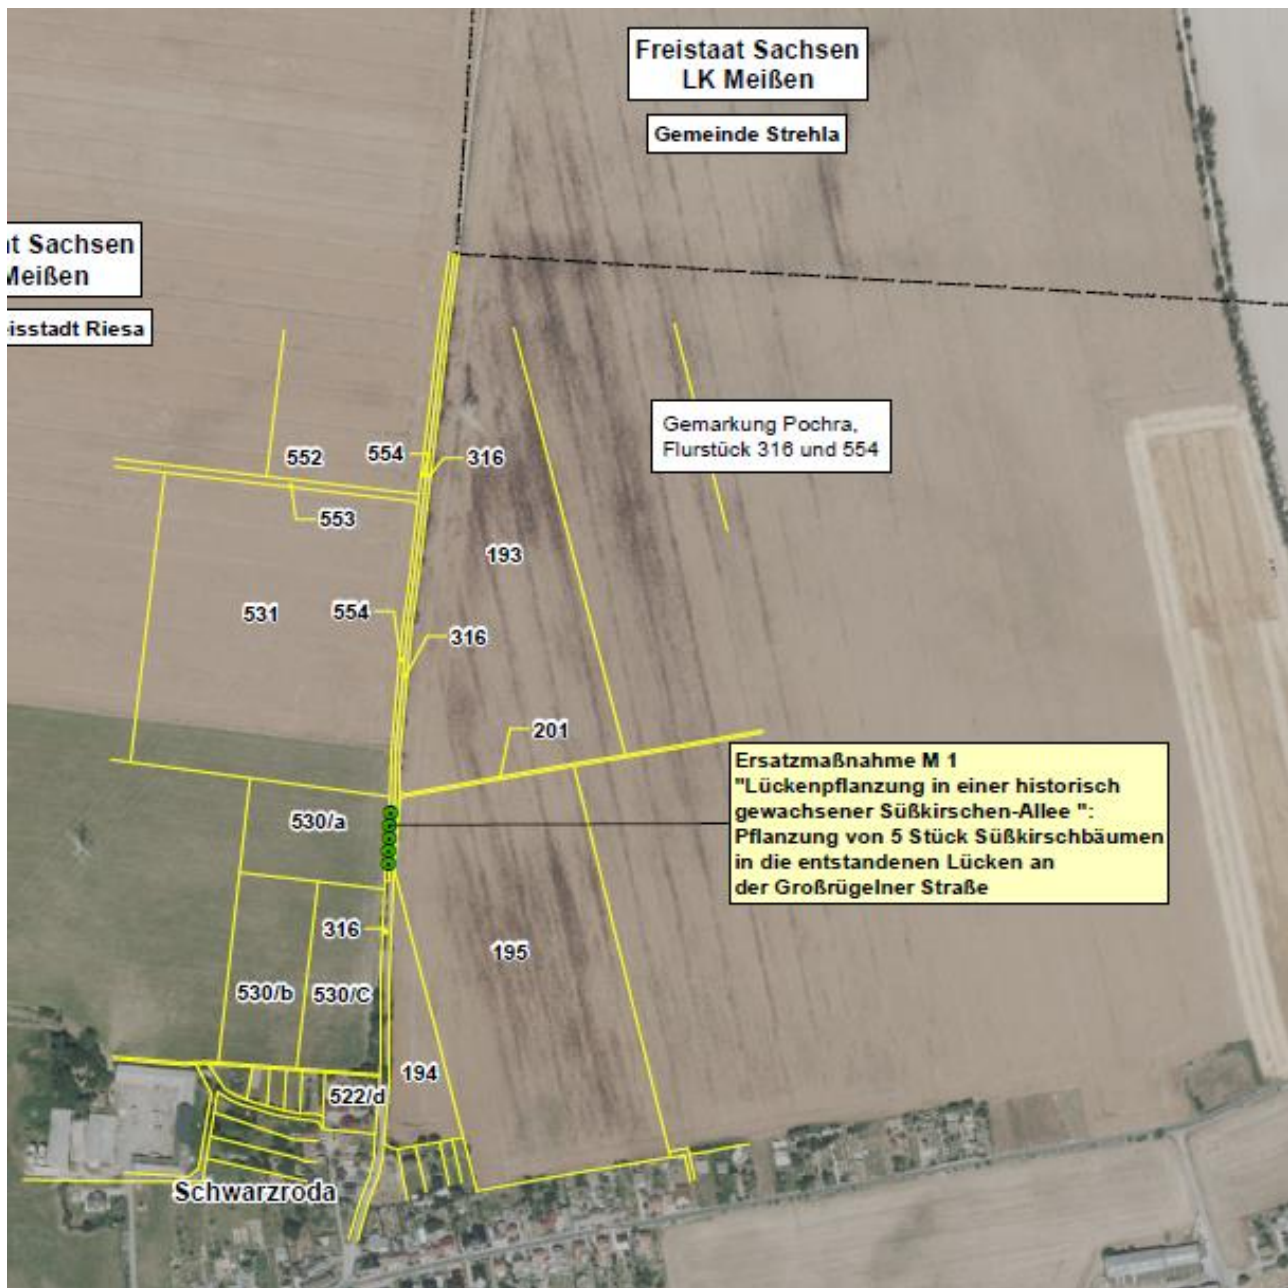 Freistaat Sachsen
LK Meißen
Gemeinde Strehla
at Sachsen
Meißen
eisstadt Riesa
Gemarkung Pochra,
Flurstück 316 und 554
552
554
316
553
193
531
554
316
201
Ersatzmaßnahme M 1
"Lückenpflanzung in einer historisch
gewachsener Süßkirschen-Allee ":
Pflanzung von 5 Stück Süßkirschbäumen
in die entstandenen Lücken an
der Großrügelner Straße
530/a
316
195
530/b
530/C
194
522/d
Schwarzroda